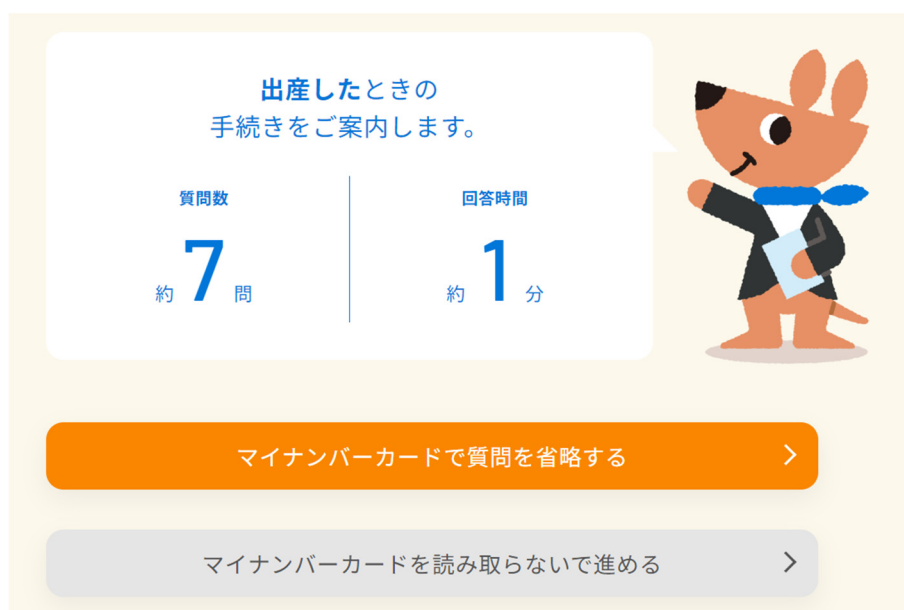 出産したときの
手続きをご案内します。
質問数
約7問
回答時間
約1分
マイナンバーカードで質問を省略する
マイナンバーカードを読み取らないで進める